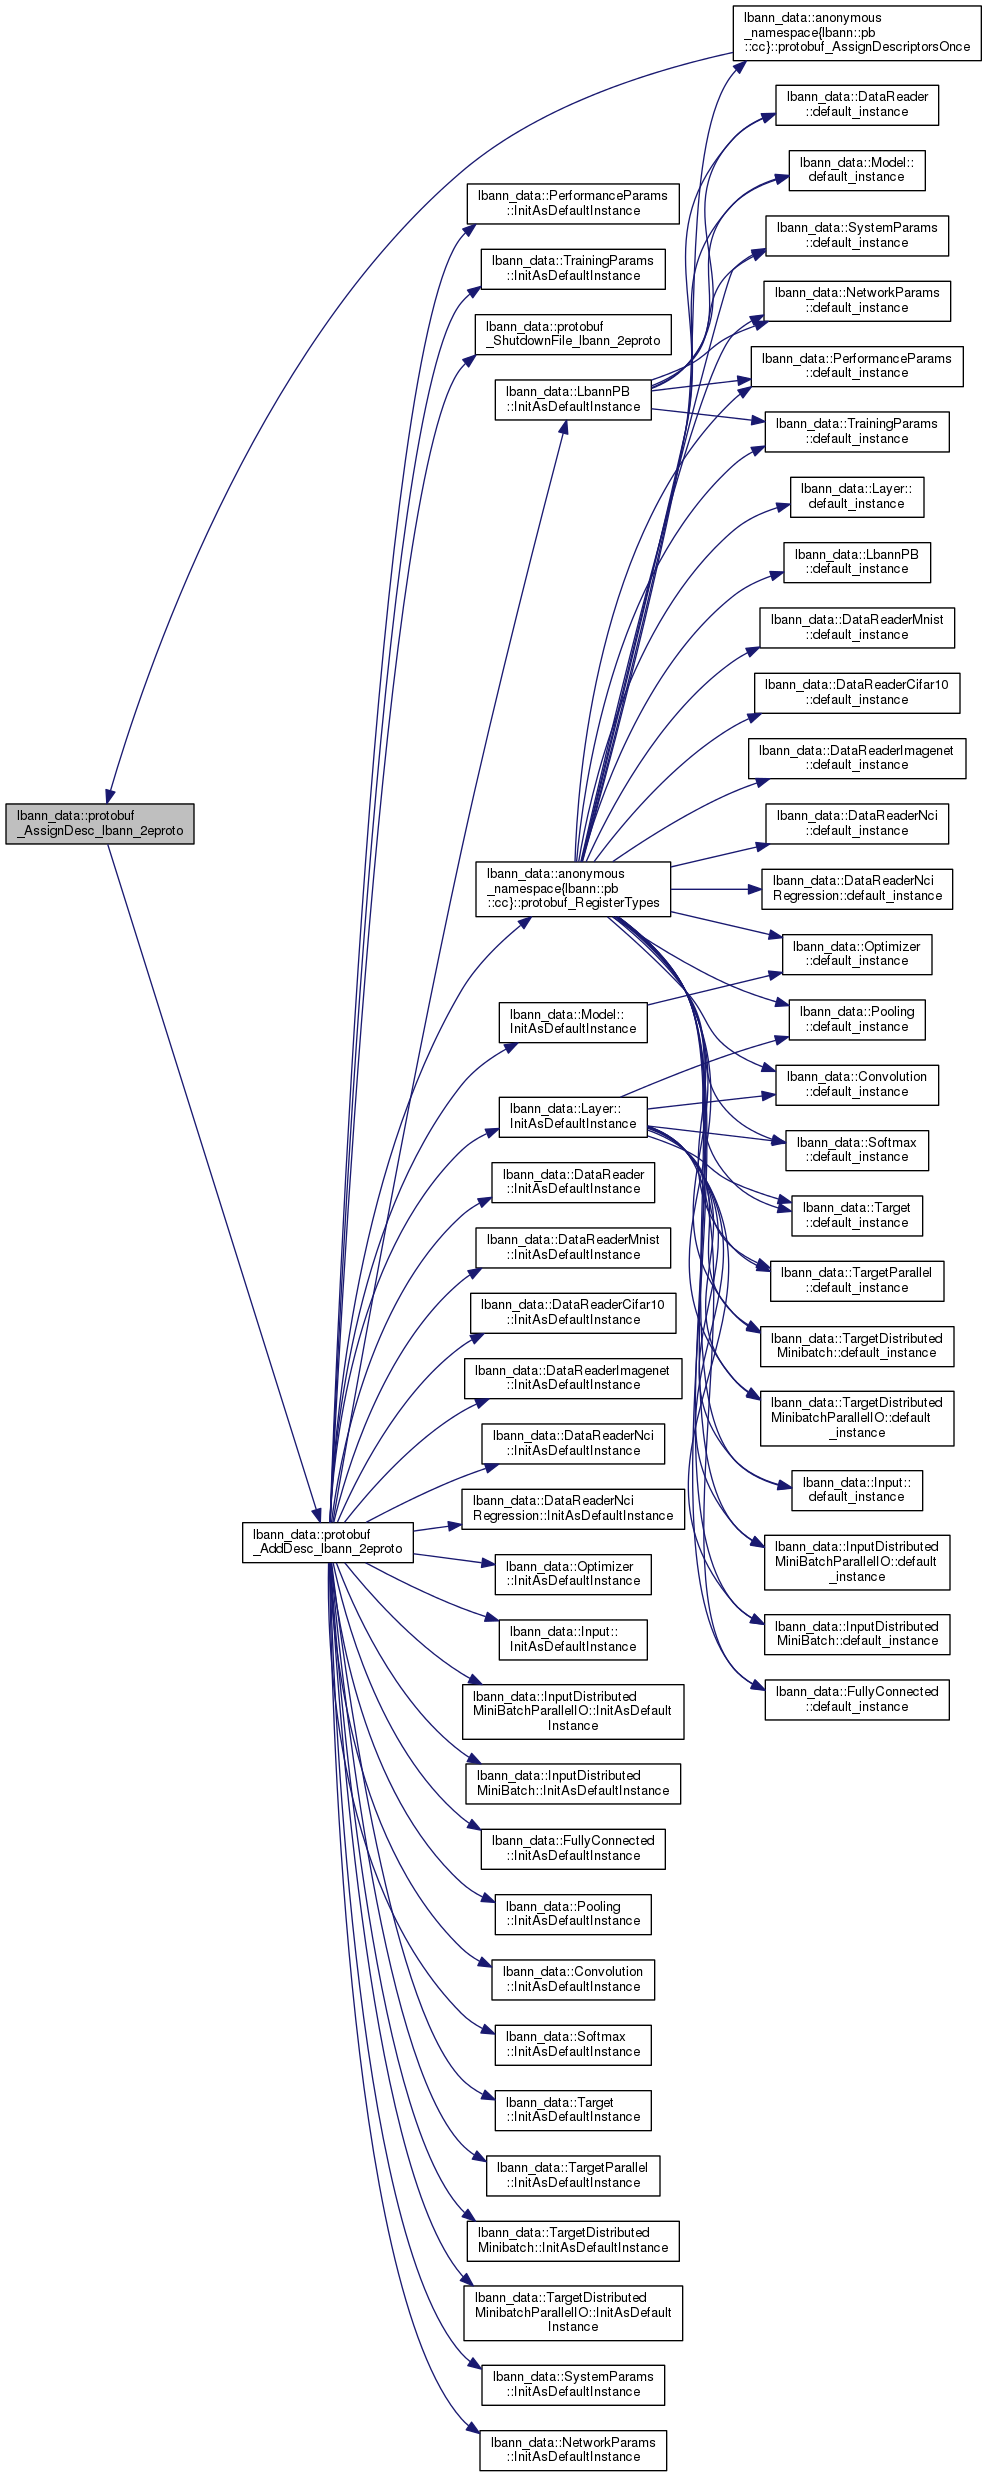 lbann_data::protobuf
_AssignDesc_lbann_2eproto
lbann_data::protobuf
_AddDesc_lbann_2eproto
lbann_data::PerformanceParams
::InitAsDefaultInstance
lbann_data::TrainingParams
::InitAsDefaultInstance
lbann_data::protobuf
_ShutdownFile_lbann_2eproto
lbann_data::LbannPB
::InitAsDefaultInstance
lbann_data::anonymous
_namespace{lbann::pb
::cc}::protobuf_RegisterTypes
lbann_data::Model::
InitAsDefaultInstance
lbann_data::Layer::
InitAsDefaultInstance
lbann_data::DataReader
::InitAsDefaultInstance
lbann_data::DataReaderMnist
::InitAsDefaultInstance
lbann_data::DataReaderCifar10
::InitAsDefaultInstance
lbann_data::DataReaderImagenet
::InitAsDefaultInstance
lbann_data::DataReaderNci
::InitAsDefaultInstance
lbann_data::DataReaderNci
Regression::InitAsDefaultInstance
lbann_data::Optimizer
::InitAsDefaultInstance
lbann_data::Input::
InitAsDefaultInstance
lbann_data::InputDistributed
MiniBatchParallelIO::InitAsDefault
Instance
lbann_data::InputDistributed
MiniBatch::InitAsDefaultInstance
lbann_data::FullyConnected
::InitAsDefaultInstance
lbann_data::Pooling
::InitAsDefaultInstance
lbann_data::Convolution
::InitAsDefaultInstance
lbann_data::Softmax
::InitAsDefaultInstance
lbann_data::Target
::InitAsDefaultInstance
lbann_data::TargetParallel
::InitAsDefaultInstance
lbann_data::TargetDistributed
Minibatch::InitAsDefaultInstance
lbann_data::TargetDistributed
MinibatchParallelIO::InitAsDefault
Instance
lbann_data::SystemParams
::InitAsDefaultInstance
lbann_data::NetworkParams
::InitAsDefaultInstance
lbann_data::anonymous
_namespace{lbann::pb
::cc}::protobuf_AssignDescriptorsOnce
lbann_data::DataReader
::default_instance
lbann_data::Model::
default_instance
lbann_data::SystemParams
::default_instance
lbann_data::NetworkParams
::default_instance
lbann_data::PerformanceParams
::default_instance
lbann_data::TrainingParams
::default_instance
lbann_data::Layer::
default_instance
lbann_data::LbannPB
::default_instance
lbann_data::DataReaderMnist
::default_instance
lbann_data::DataReaderCifar10
::default_instance
lbann_data::DataReaderImagenet
::default_instance
lbann_data::DataReaderNci
::default_instance
lbann_data::DataReaderNci
Regression::default_instance
lbann_data::Optimizer
::default_instance
lbann_data::Pooling
::default_instance
lbann_data::Convolution
::default_instance
lbann_data::Softmax
::default_instance
lbann_data::Target
::default_instance
lbann_data::TargetParallel
::default_instance
lbann_data::TargetDistributed
Minibatch::default_instance
lbann_data::TargetDistributed
MinibatchParallelIO::default
_instance
lbann_data::Input::
default_instance
lbann_data::InputDistributed
MiniBatchParallelIO::default
_instance
lbann_data::InputDistributed
MiniBatch::default_instance
lbann_data::FullyConnected
::default_instance